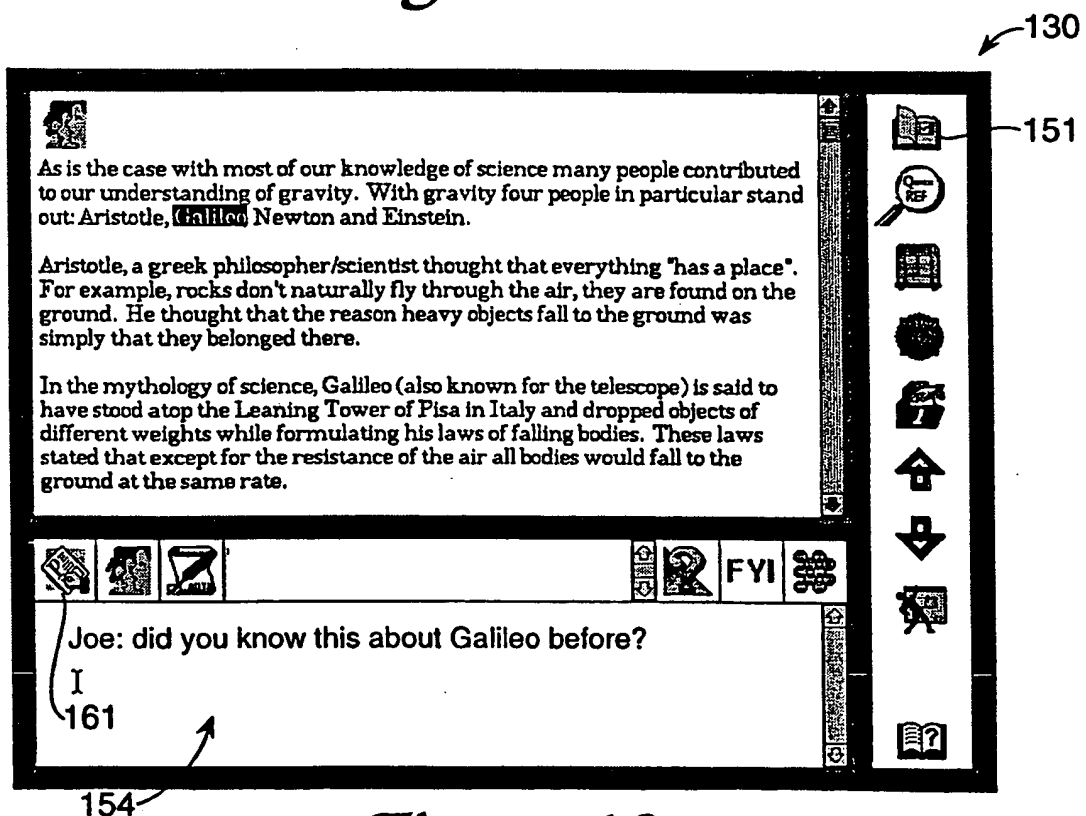 130
151
As is the case with most of our knowledge of science many people contributed
to our understanding of gravity. With gravity four people in particular stand
out: Aristotle, Galileo, Newton and Einstein.
Aristotle, a greek philosopher/scientist thought that everything "has a place".
For example, rocks don't naturally fly through the air, they are found on the
ground. He thought that the reason heavy objects fall to the ground was
simply that they belonged there.
In the mythology of science, Galileo (also known for the telescope) is said to
have stood atop the Leaning Tower of Pisa in Italy and dropped objects of
different weights while formulating his laws of falling bodies. These laws
stated that except for the resistance of the air all bodies would fall to the
ground at the same rate.
REF
FYI
Joe: did you know this about Galileo before?
161
154
?